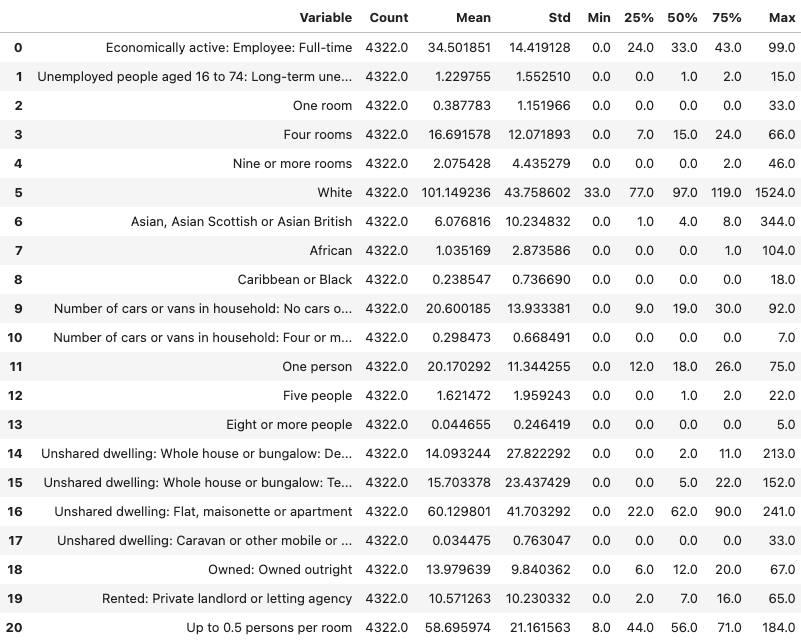 Variable Count Mean Std Min 25% 50% 75% Max
0 Economically active: Employee: Full-time 4322.0 34.501851 14.419128 0.0 24.0 33.0 43.0 99.0
1 Unemployed people aged 16 to 74: Long-term une... 4322.0 1.229755 1.552510 0.0 0.0 1.0 2.0 15.0
2 One room 4322.0 0.387783 1.151966 0.0 0.0 0.0 0.0 33.0
3 Four rooms 4322.0 16.691578 12.071893 0.0 7.0 15.0 24.0 66.0
4 Nine or more rooms 4322.0 2.075428 4.435279 0.0 0.0 0.0 2.0 46.0
5 White 4322.0 101.149236 43.758602 33.0 77.0 97.0 119.0 1524.0
6 Asian, Asian Scottish or Asian British 4322.0 6.076816 10.234832 0.0 1.0 4.0 8.0 344.0
7 African 4322.0 1.035169 2.873586 0.0 0.0 0.0 1.0 104.0
8 Caribbean or Black 4322.0 0.238547 0.736690 0.0 0.0 0.0 0.0 18.0
9 Number of cars or vans in household: No cars o... 4322.0 20.600185 13.933381 0.0 9.0 19.0 30.0 92.0
10 Number of cars or vans in household: Four or m... 4322.0 0.298473 0.668491 0.0 0.0 0.0 0.0 7.0
11 One person 4322.0 20.170292 11.344255 0.0 12.0 18.0 26.0 75.0
12 Five people 4322.0 1.621472 1.959243 0.0 0.0 1.0 2.0 22.0
13 Eight or more people 4322.0 0.044655 0.246419 0.0 0.0 0.0 0.0 5.0
14 Unshared dwelling: Whole house or bungalow: De... 4322.0 14.093244 27.822292 0.0 0.0 2.0 11.0 213.0
15 Unshared dwelling: Whole house or bungalow: Te... 4322.0 15.703378 23.437429 0.0 0.0 5.0 22.0 152.0
16 Unshared dwelling: Flat, maisonette or apartment 4322.0 60.129801 41.703292 0.0 22.0 62.0 90.0 241.0
17 Unshared dwelling: Caravan or other mobile or ... 4322.0 0.034475 0.763047 0.0 0.0 0.0 0.0 33.0
18 Owned: Owned outright 4322.0 13.979639 9.840362 0.0 6.0 12.0 20.0 67.0
19 Rented: Private landlord or letting agency 4322.0 10.571263 10.230332 0.0 2.0 7.0 16.0 65.0
20 Up to 0.5 persons per room 4322.0 58.695974 21.161563 8.0 44.0 56.0 71.0 184.0